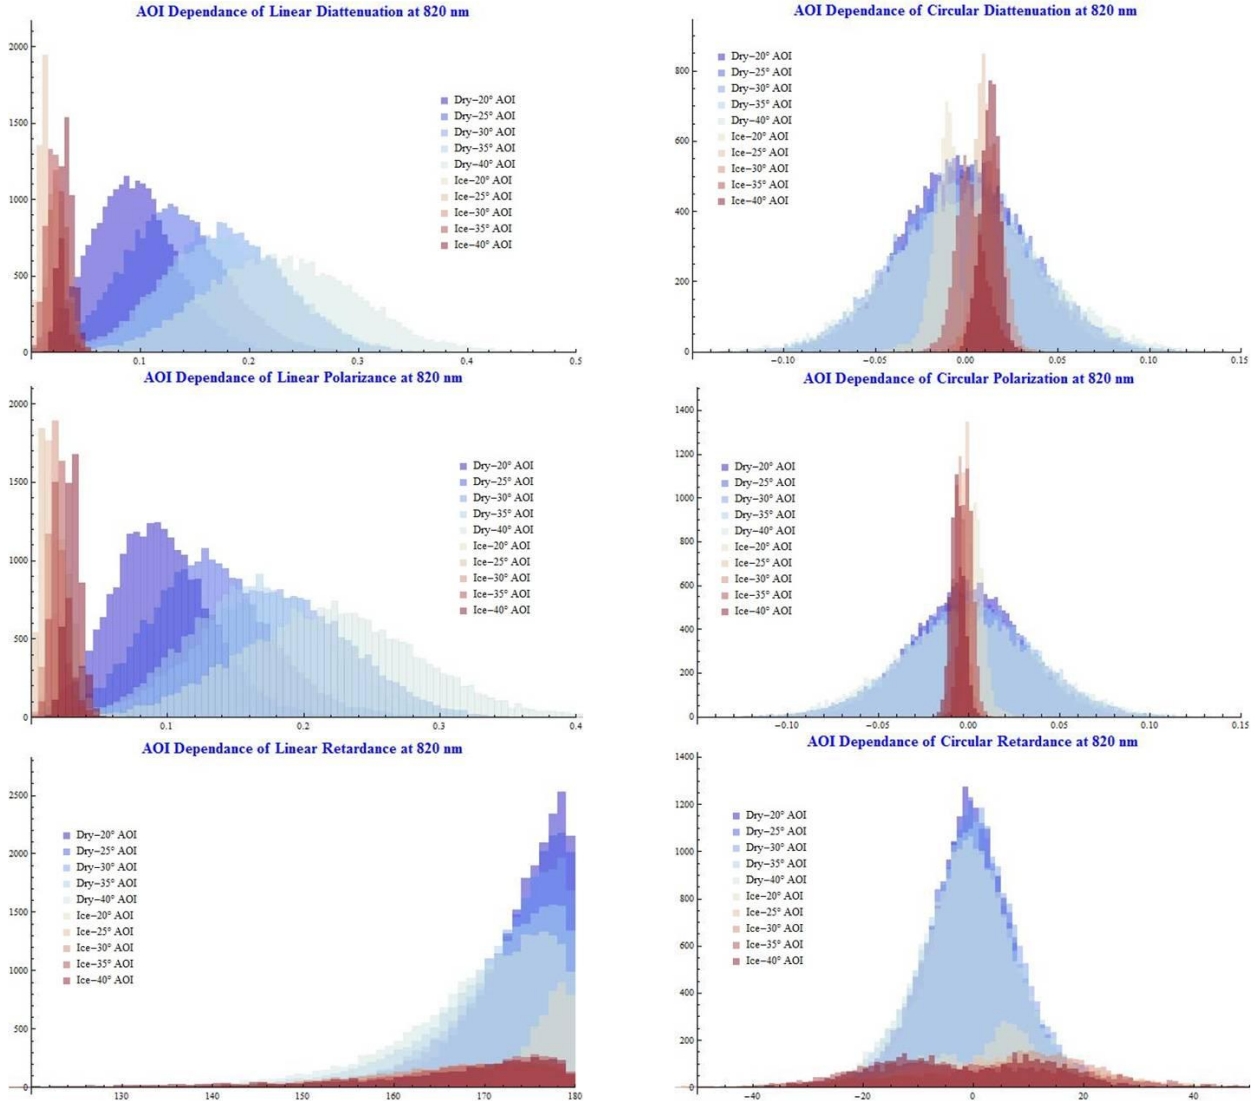 AOI Dependance of Linear Diattenuation at 820 nm
2000
1500
1000
500
0
0.1
0.2
0.3
0.4
0.5
Dry−20° AOI
Dry−25° AOI
Dry−30° AOI
Dry−35° AOI
Dry−40° AOI
Ice−20° AOI
Ice−25° AOI
Ice−30° AOI
Ice−35° AOI
Ice−40° AOI
AOI Dependance of Circular Diattenuation at 820 nm
800
600
400
200
0
−0.10
−0.05
0.00
0.05
0.10
0.15
Dry−20° AOI
Dry−25° AOI
Dry−30° AOI
Dry−35° AOI
Dry−40° AOI
Ice−20° AOI
Ice−25° AOI
Ice−30° AOI
Ice−35° AOI
Ice−40° AOI
AOI Dependance of Linear Polarizance at 820 nm
2000
1500
1000
500
0
0.1
0.2
0.3
0.4
Dry−20° AOI
Dry−25° AOI
Dry−30° AOI
Dry−35° AOI
Dry−40° AOI
Ice−20° AOI
Ice−25° AOI
Ice−30° AOI
Ice−35° AOI
Ice−40° AOI
AOI Dependance of Circular Polarization at 820 nm
1400
1200
1000
800
600
400
200
0
−0.15
−0.10
−0.05
0.00
0.05
0.10
0.15
Dry−20° AOI
Dry−25° AOI
Dry−30° AOI
Dry−35° AOI
Dry−40° AOI
Ice−20° AOI
Ice−25° AOI
Ice−30° AOI
Ice−35° AOI
Ice−40° AOI
AOI Dependance of Linear Retardance at 820 nm
2500
2000
1500
1000
500
0
130
140
150
160
170
180
Dry−20° AOI
Dry−25° AOI
Dry−30° AOI
Dry−35° AOI
Dry−40° AOI
Ice−20° AOI
Ice−25° AOI
Ice−30° AOI
Ice−35° AOI
Ice−40° AOI
AOI Dependance of Circular Retardance at 820 nm
1400
1200
1000
800
600
400
200
0
−40
−20
0
20
40
Dry−20° AOI
Dry−25° AOI
Dry−30° AOI
Dry−35° AOI
Dry−40° AOI
Ice−20° AOI
Ice−25° AOI
Ice−30° AOI
Ice−35° AOI
Ice−40° AOI